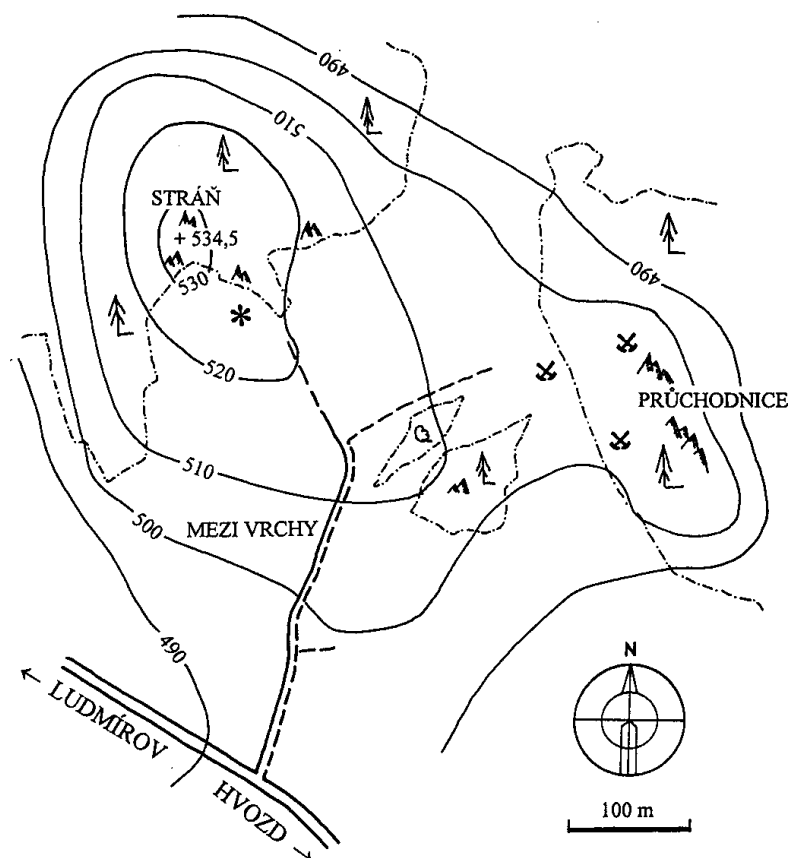 490
510
STRÁŇ
+ 534,5
530
490
520
PRŮCHODNICE
510
500
MEZI VRCHY
490
N
← LUDMÍROV
HVOZD →
100 m